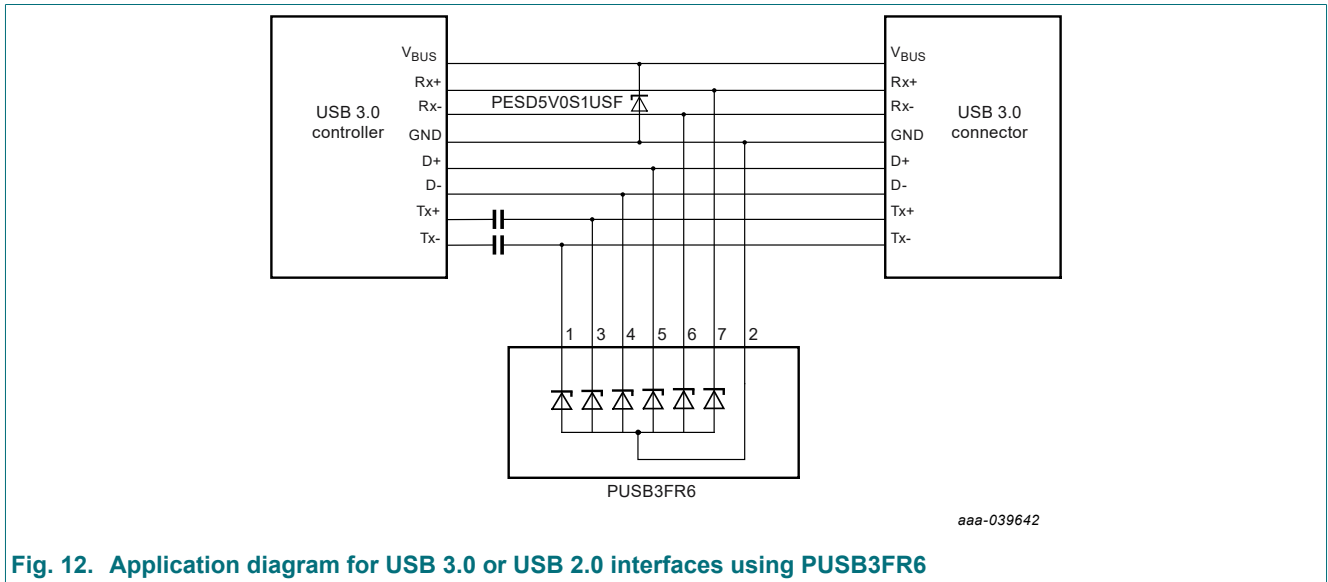 VBUS
Rx+
Rx-
GND
D+
D-
Tx+
Tx-
USB 3.0
controller
PESD5V0S1USF
VBUS
Rx+
Rx-
GND
D+
D-
Tx+
Tx-
USB 3.0
connector
1 3 4 5 6 7 2
PUSB3FR6
aaa-039642
Fig. 12. Application diagram for USB 3.0 or USB 2.0 interfaces using PUSB3FR6